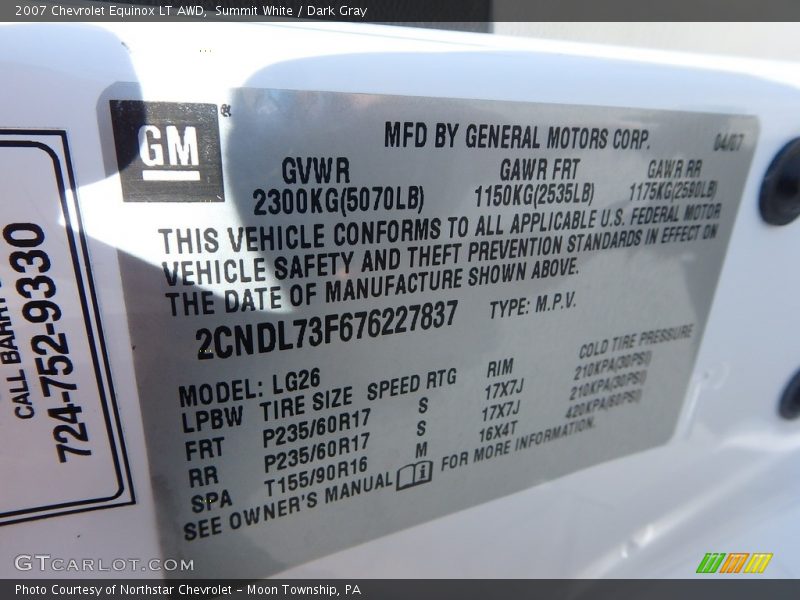 2007 Chevrolet Equinox LT AWD, Summit White / Dark Gray
GM®
MFD BY GENERAL MOTORS CORP. 04/07
GVWR GAWR FRT GAWR RR
2300KG(5070LB) 1150KG(2535LB) 1175KG(2590LB)
THIS VEHICLE CONFORMS TO ALL APPLICABLE U.S. FEDERAL MOTOR
VEHICLE SAFETY AND THEFT PREVENTION STANDARDS IN EFFECT ON
THE DATE OF MANUFACTURE SHOWN ABOVE.
2CNDL73F676227837 TYPE: M.P.V.
MODEL: LG26
LPBW TIRE SIZE SPEED RTG RIM COLD TIRE PRESSURE
FRT P235/60R17 S 17X7J 210KPA(30PSI)
RR P235/60R17 S 17X7J 210KPA(30PSI)
SPA T155/90R16 M 16X4T 420KPA(60PSI)
SEE OWNER'S MANUAL FOR MORE INFORMATION.
CALL BARRY
724-752-9330
GTCARLOT.COM
Photo Courtesy of Northstar Chevrolet - Moon Township, PA